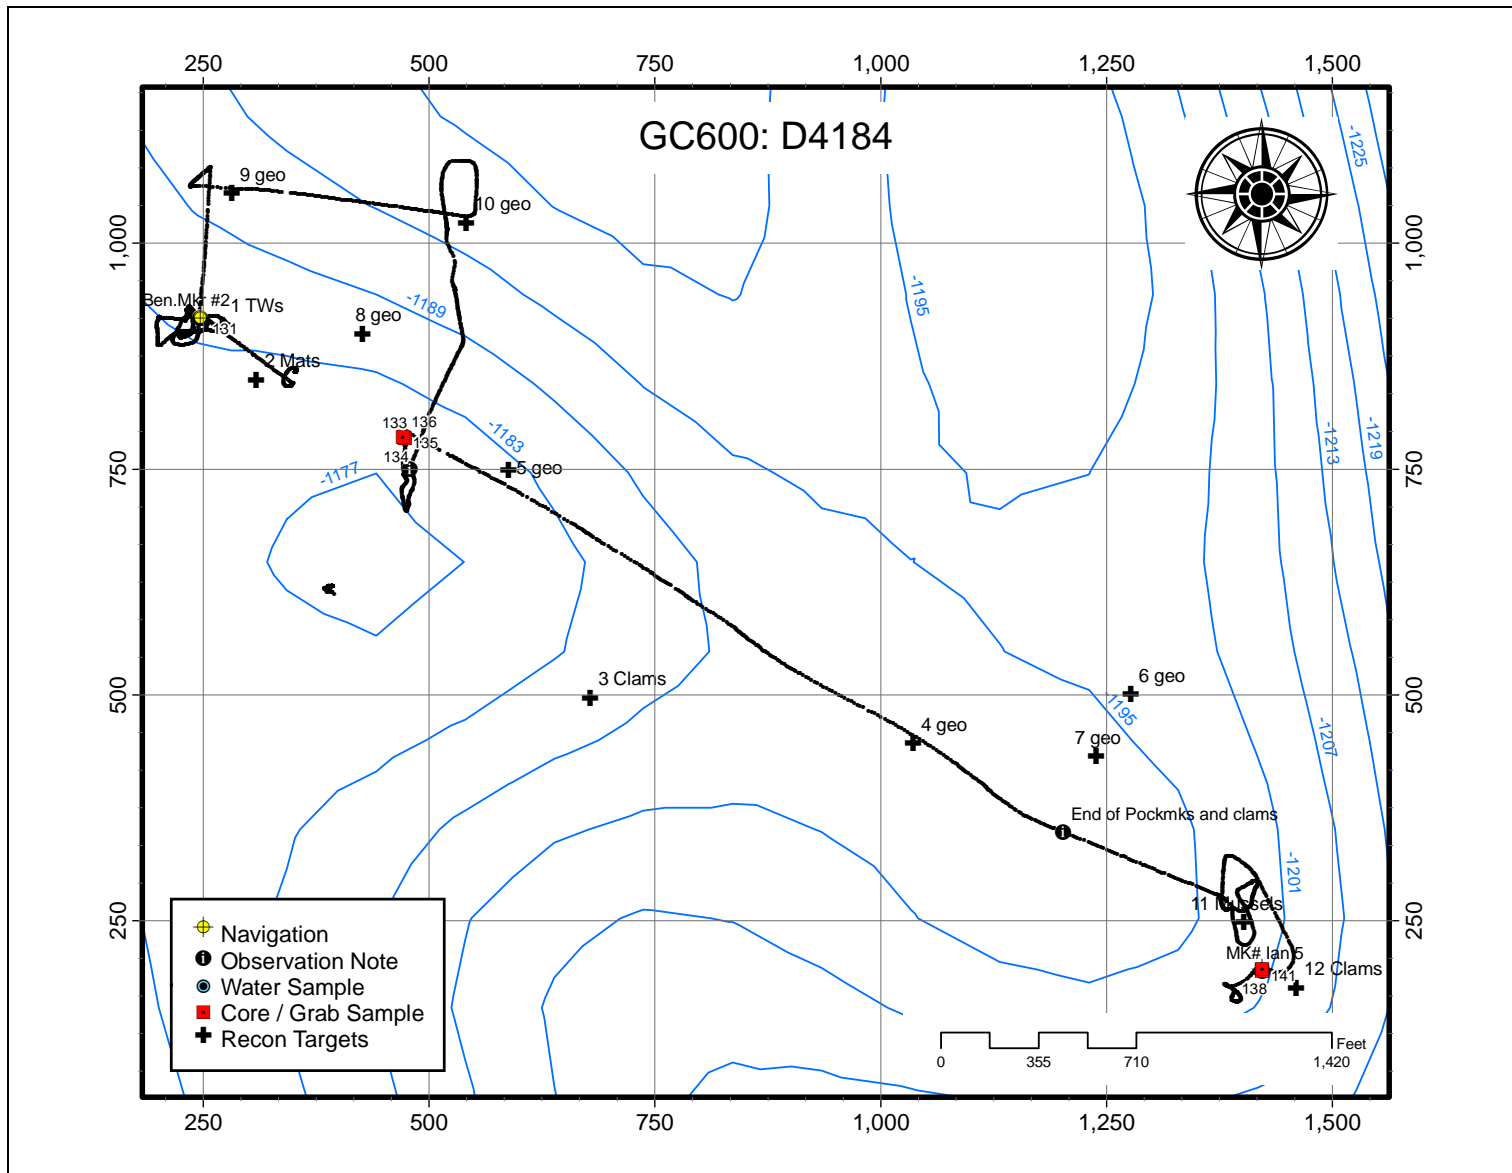 250 500 750 1,000 1,250 1,500
GC600: D4184
-1225
9 geo
10 geo
1,000 1,000
-1195
-1189
Ben.Mkr #2
1 TWs
131
8 geo
2 Mats
133 136
135
134
-1183
-1213
-1219
5 geo
750 750
-1177
3 Clams
6 geo
500 500
-1195
4 geo
7 geo
-1207
End of Pockmks and clams
-1201
11 Mussels
250 250
MK# Ian 5
141
12 Clams
138
Navigation
Observation Note
Water Sample
Core / Grab Sample
Recon Targets
Feet
0 355 710 1,420
250 500 750 1,000 1,250 1,500